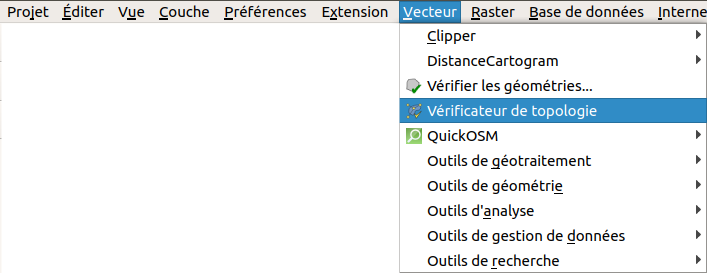 Projet Éditer Vue Couche Préférences Extension Vecteur Raster Base de données Interne
Clipper
DistanceCartogram
Vérifier les géométries...
Vérificateur de topologie
QuickOSM
Outils de géotraitement
Outils de géométrie
Outils d'analyse
Outils de gestion de données
Outils de recherche